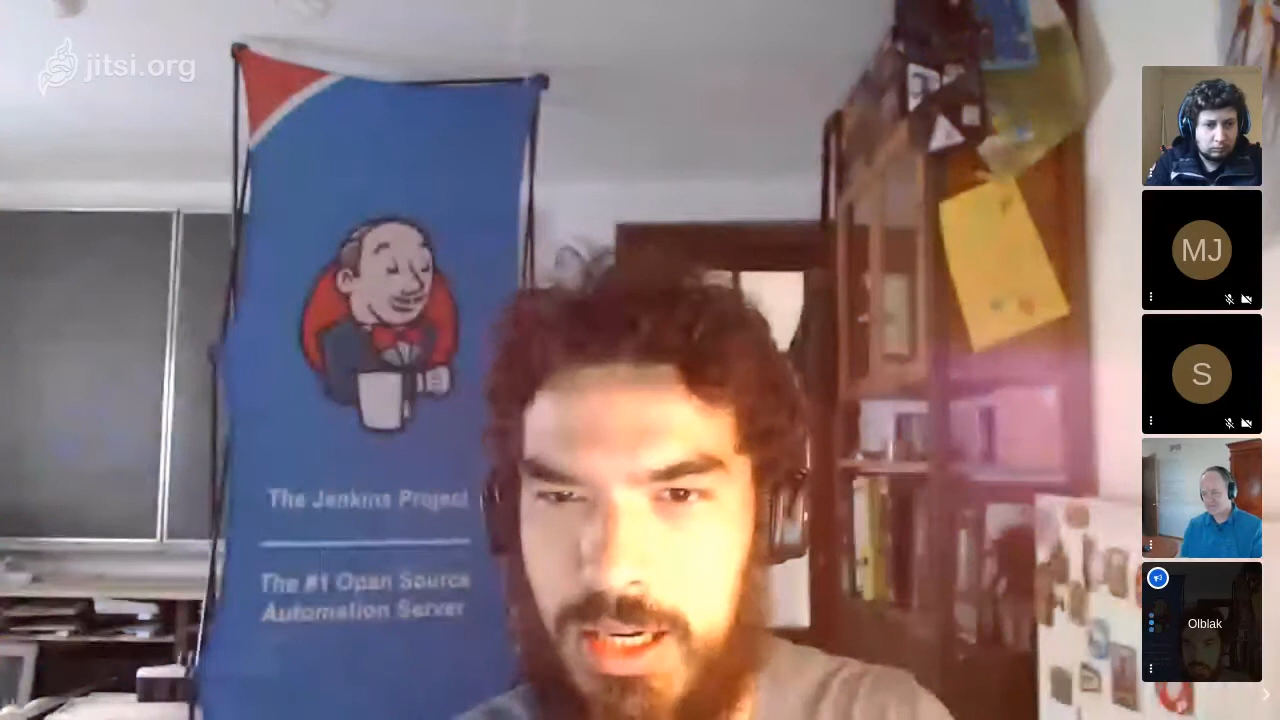 jitsi.org
The Jenkins Project
The #1 Open Source
Automation Server
MJ
S
Olblak